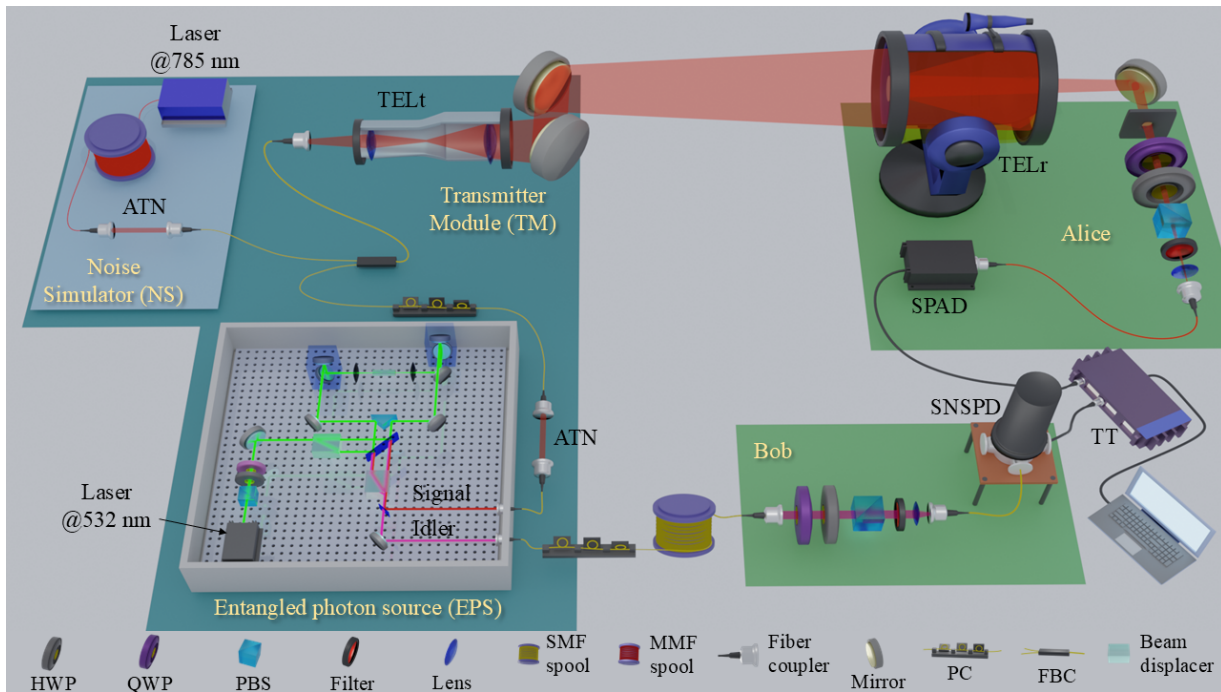 Laser
@785 nm
TELt
ATN
Noise
Simulator (NS)
Transmitter
Module (TM)
TELr
Alice
SPAD
SNSPD
TT
Bob
ATN
Laser
@532 nm
Signal
Idler
Entangled photon source (EPS)
HWP
QWP
PBS
Filter
Lens
SMF
spool
MMF
spool
Fiber
coupler
Mirror
PC
FBC
Beam
displacer